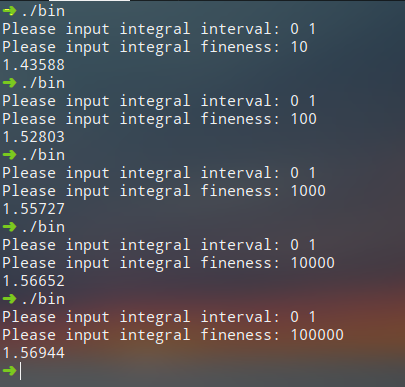 ➜ ./bin
Please input integral interval: 0 1
Please input integral fineness: 10
1.43588
➜ ./bin
Please input integral interval: 0 1
Please input integral fineness: 100
1.52803
➜ ./bin
Please input integral interval: 0 1
Please input integral fineness: 1000
1.55727
➜ ./bin
Please input integral interval: 0 1
Please input integral fineness: 10000
1.56652
➜ ./bin
Please input integral interval: 0 1
Please input integral fineness: 100000
1.56944
➜